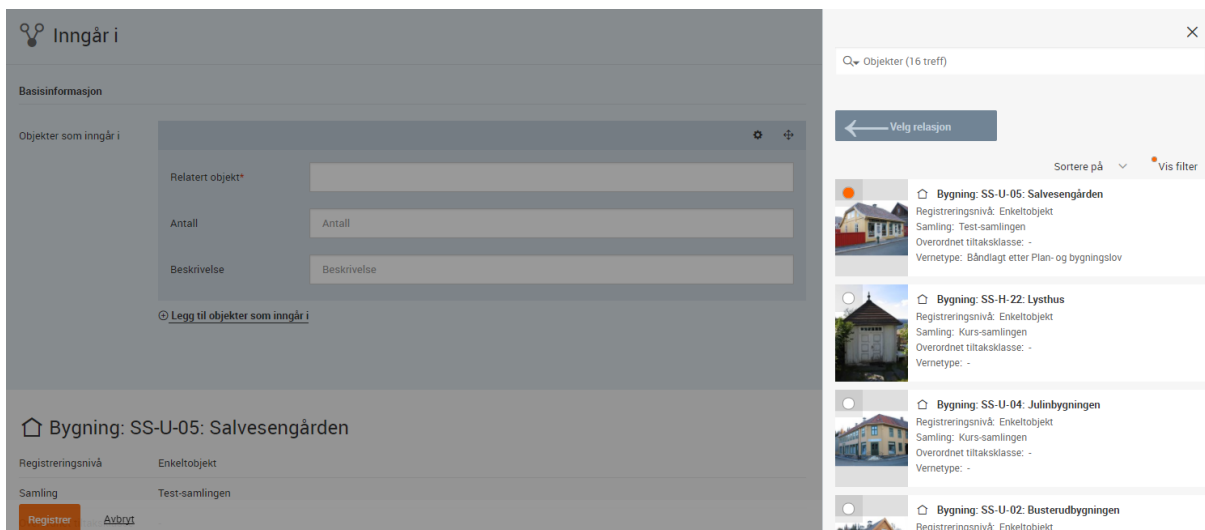 Inngår i
Basisinformasjon
Objekter som inngår i
Relatert objekt*
Antall
Antall
Beskrivelse
Beskrivelse
Legg til objekter som inngår i
Bygning: SS-U-05: Salvesengården
Registreringsnivå Enkeltobjekt
Samling Test-samlingen
Registrer Avbryt
Objekter (16 treff)
Velg relasjon
Sortere på Vis filter
Bygning: SS-U-05: Salvesengården
Registreringsnivå: Enkeltobjekt
Samling: Test-samlingen
Overordnet tiltaksklasse: -
Vernetype: Båndlagt etter Plan- og bygningslov
Bygning: SS-H-22: Lysthus
Registreringsnivå: Enkeltobjekt
Samling: Kurs-samlingen
Overordnet tiltaksklasse: -
Vernetype: -
Bygning: SS-U-04: Julinbygningen
Registreringsnivå: Enkeltobjekt
Samling: Kurs-samlingen
Overordnet tiltaksklasse: -
Vernetype: -
Bygning: SS-U-02: Busterudbygningen
Registreringsnivå: Enkeltobjekt